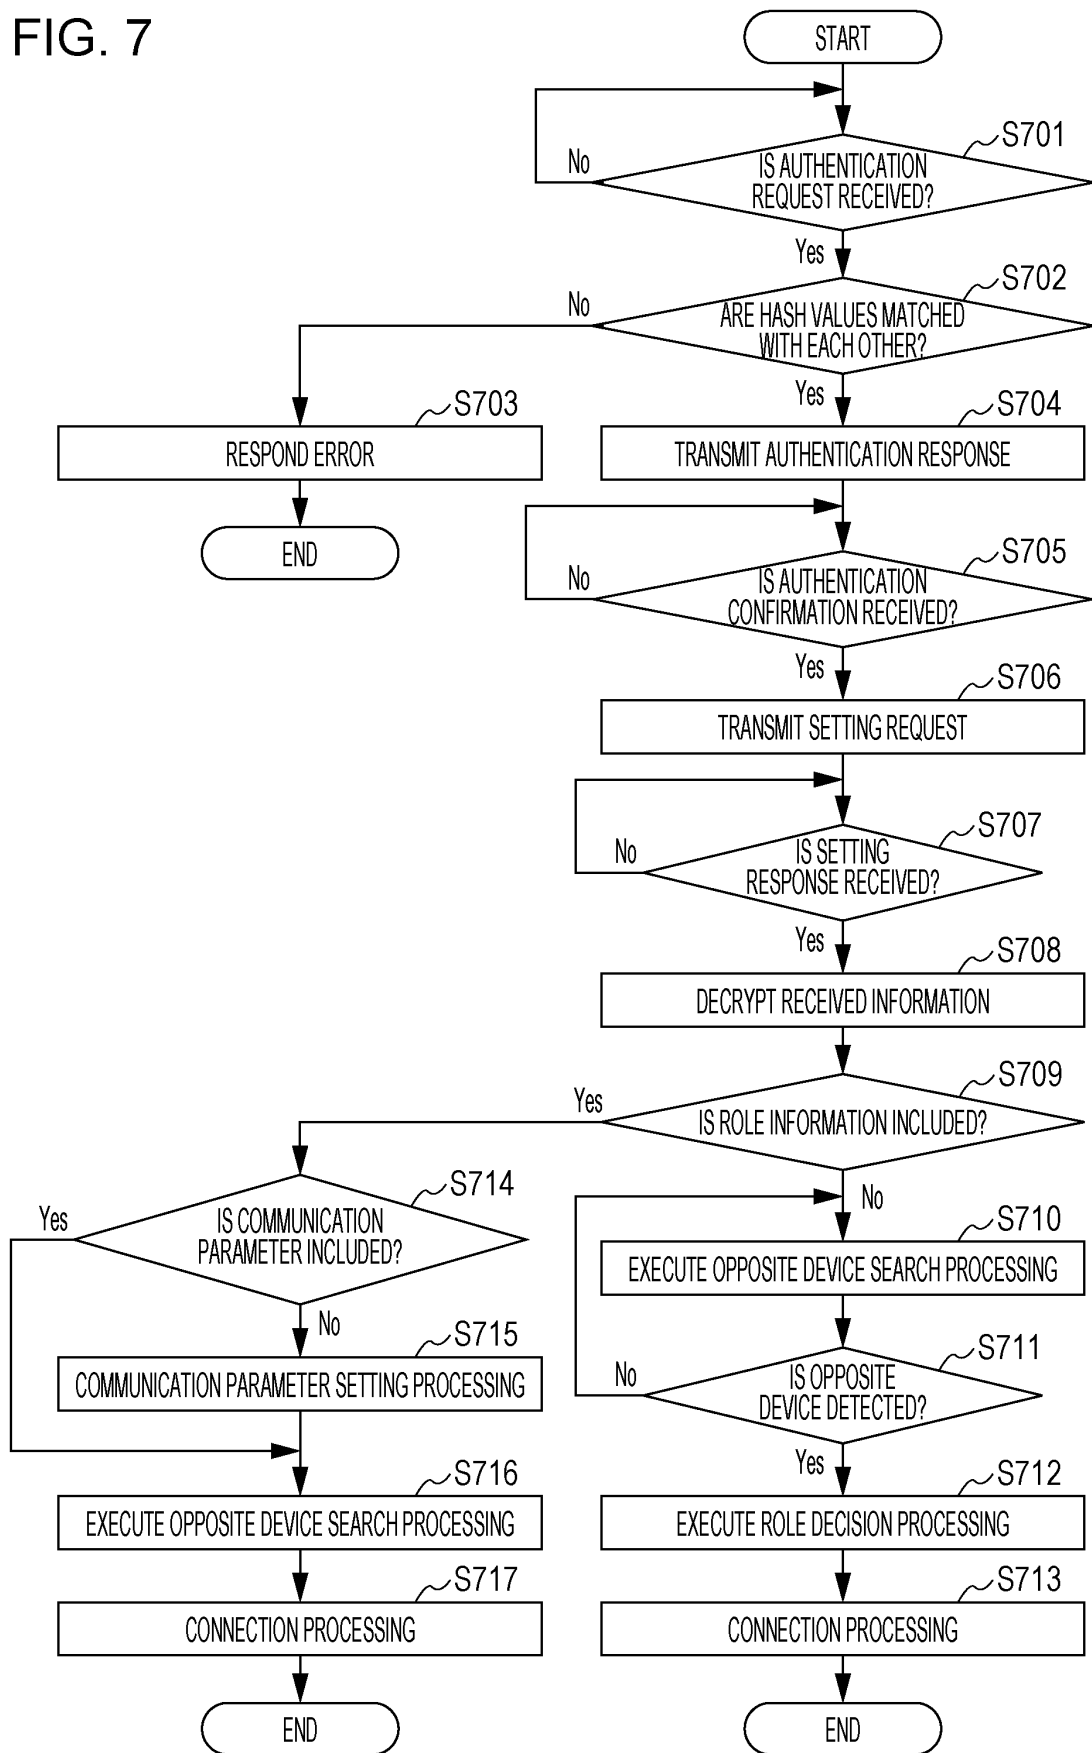 FIG. 7
START
S701
No
IS AUTHENTICATION
REQUEST RECEIVED?
Yes
S702
No
ARE HASH VALUES MATCHED
WITH EACH OTHER?
Yes
S703
RESPOND ERROR
END
S704
TRANSMIT AUTHENTICATION RESPONSE
S705
No
IS AUTHENTICATION
CONFIRMATION RECEIVED?
Yes
S706
TRANSMIT SETTING REQUEST
S707
No
IS SETTING
RESPONSE RECEIVED?
Yes
S708
DECRYPT RECEIVED INFORMATION
S709
Yes
IS ROLE INFORMATION INCLUDED?
No
S714
Yes
IS COMMUNICATION
PARAMETER INCLUDED?
No
S715
COMMUNICATION PARAMETER SETTING PROCESSING
S716
EXECUTE OPPOSITE DEVICE SEARCH PROCESSING
S717
CONNECTION PROCESSING
END
S710
EXECUTE OPPOSITE DEVICE SEARCH PROCESSING
S711
No
IS OPPOSITE
DEVICE DETECTED?
Yes
S712
EXECUTE ROLE DECISION PROCESSING
S713
CONNECTION PROCESSING
END